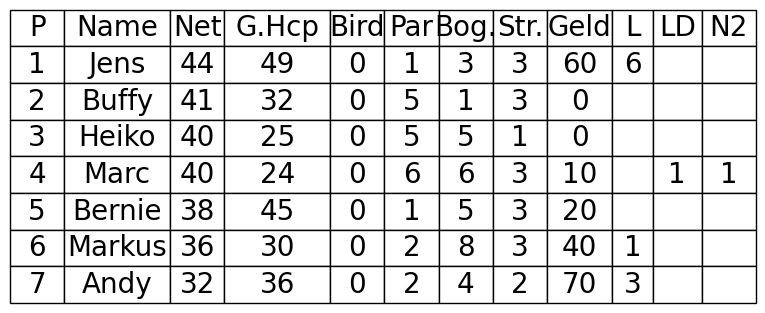 P Name Net G.Hcp Bird Par Bog. Str. Geld L LD N2
1 Jens 44 49 0 1 3 3 60 6
2 Buffy 41 32 0 5 1 3 0
3 Heiko 40 25 0 5 5 1 0
4 Marc 40 24 0 6 6 3 10 1 1
5 Bernie 38 45 0 1 5 3 20
6 Markus 36 30 0 2 8 3 40 1
7 Andy 32 36 0 2 4 2 70 3